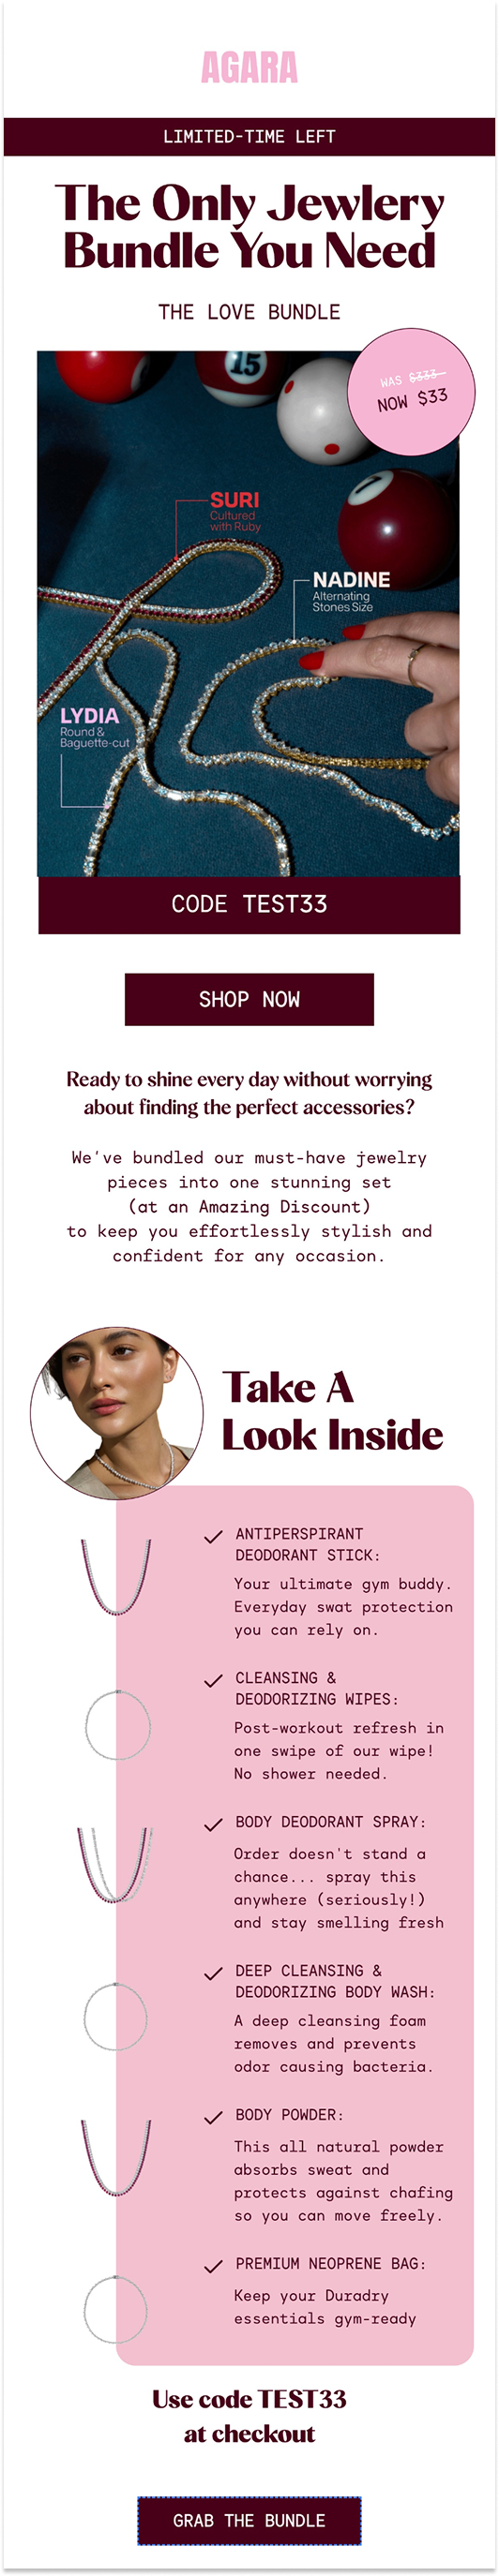 AGARA
LIMITED-TIME LEFT
The Only Jewlery
Bundle You Need
THE LOVE BUNDLE
WAS $333
NOW $33
15
1
SURI
Cultured
with Ruby
NADINE
Alternating
Stones Size
LYDIA
Round &
Baguette-cut
CODE TEST33
SHOP NOW
Ready to shine every day without worrying
about finding the perfect accessories?
We've bundled our must-have jewelry
pieces into one stunning set
(at an Amazing Discount)
to keep you effortlessly stylish and
confident for any occasion.
Take A
Look Inside
ANTIPERSPIRANT
DEODORANT STICK:
Your ultimate gym buddy.
Everyday swat protection
you can rely on.
CLEANSING &
DEODORIZING WIPES:
Post-workout refresh in
one swipe of our wipe!
No shower needed.
BODY DEODORANT SPRAY:
Order doesn't stand a
chance... spray this
anywhere (seriously!)
and stay smelling fresh
DEEP CLEANSING &
DEODORIZING BODY WASH:
A deep cleansing foam
removes and prevents
odor causing bacteria.
BODY POWDER:
This all natural powder
absorbs sweat and
protects against chafing
so you can move freely.
PREMIUM NEOPRENE BAG:
Keep your Duradry
essentials gym-ready
Use code TEST33
at checkout
GRAB THE BUNDLE